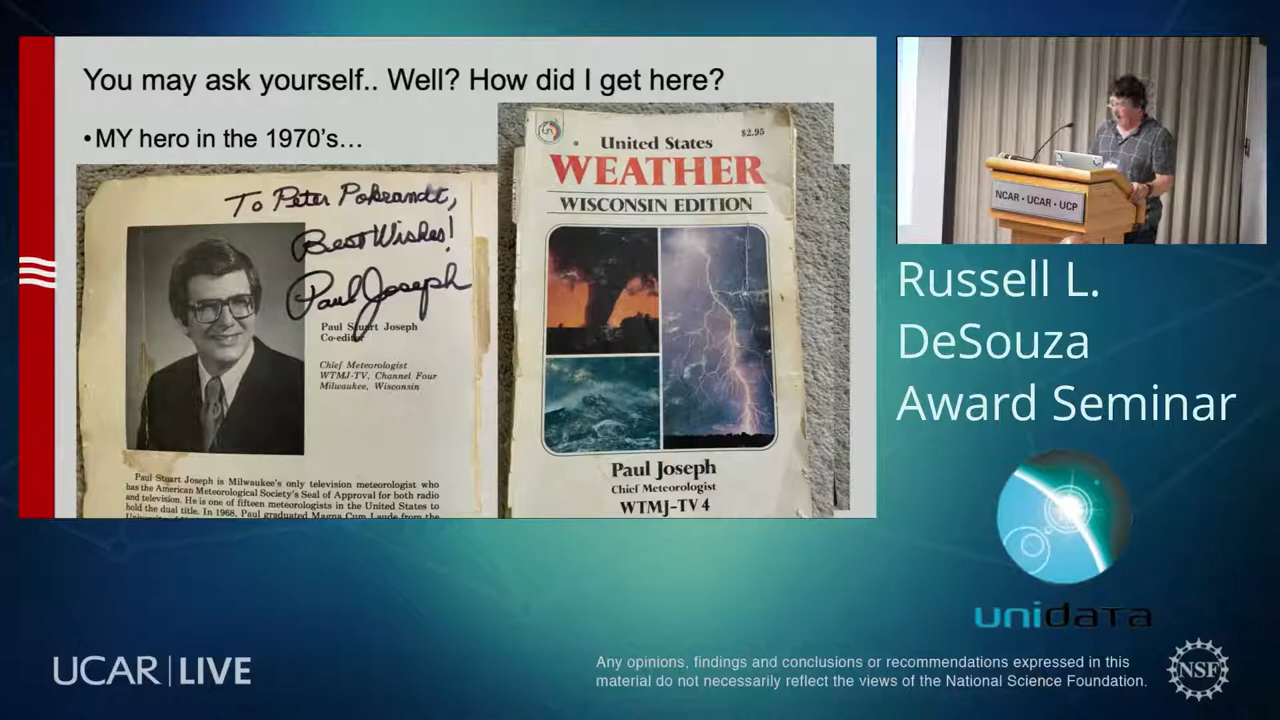 You may ask yourself.. Well? How did I get here?
•MY hero in the 1970's…
To Peter Pokrandt,
Best Wishes!
Paul Joseph
Paul Stuart Joseph
Co-editor
Chief Meteorologist
WTMJ-TV, Channel Four
Milwaukee, Wisconsin
Paul Stuart Joseph is Milwaukee's only television meteorologist who
has the American Meteorological Society's Seal of Approval for both radio
and television. He is one of fifteen meteorologists in the United States to
hold the dual title. In 1968, Paul graduated Magna Cum Laude from the
$2.95
United States
WEATHER
WISCONSIN EDITION
Paul Joseph
Chief Meteorologist
WTMJ-TV 4
NCAR • UCAR • UCP
Russell L.
DeSouza
Award Seminar
unidata
UCAR | LIVE
Any opinions, findings and conclusions or recommendations expressed in this
material do not necessarily reflect the views of the National Science Foundation.
NSF